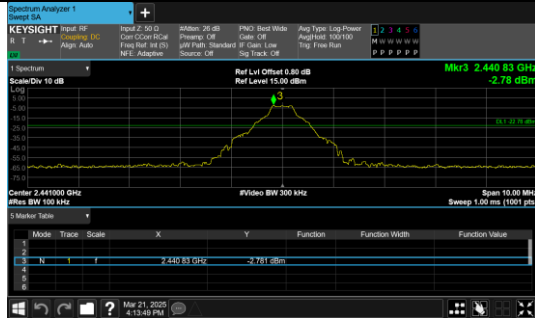 Spectrum Analyzer 1
Swept SA
+
KEYSIGHT Input: RF Input Z: 50 Ω #Atten: 26 dB PNO: Best Wide Avg Type: Log-Power 1 2 3 4 5 6
R T Coupling: DC Corr CCorr RCal Preamp: Off Gate: Off Avg|Hold: 100/100 M W W W W W
Align: Auto Freq Ref: Int (S) µW Path: Standard IF Gain: Low Trig: Free Run
NFE: Adaptive Source: Off Sig Track: Off P P P P P P
1 Spectrum Ref Lvl Offset 0.80 dB Mkr3 2.440 83 GHz
Scale/Div 10 dB Ref Level 15.00 dBm -2.78 dBm
Log
5.00
-5.00
-15.0
DL1 -22.78 dBm
-25.0
-35.0
-45.0
-55.0
-65.0
-75.0
3
Center 2.441000 GHz #Video BW 300 kHz Span 10.00 MHz
#Res BW 100 kHz Sweep 1.00 ms (1001 pts)
5 Marker Table
Mode Trace Scale X Y Function Function Width Function Value
1
2
3 N 1 f 2.440 83 GHz -2.781 dBm
4
5
6
? Mar 21, 2025
4:13:49 PM